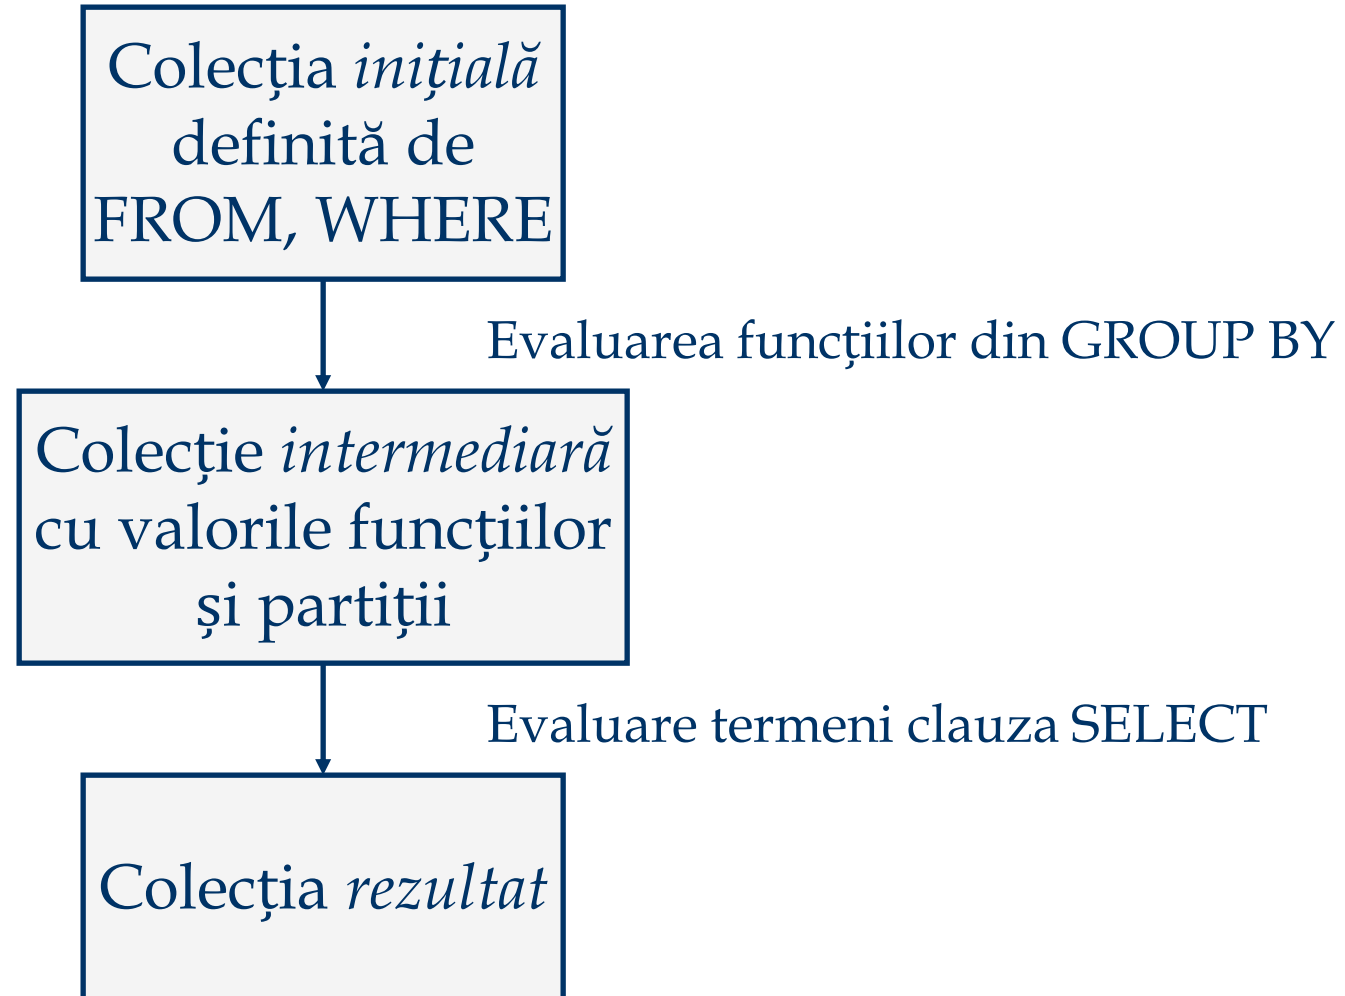 Colecția inițială
definită de
FROM, WHERE
Evaluarea funcțiilor din GROUP BY
Colecție intermediară
cu valorile funcțiilor
și partiții
Evaluare termeni clauza SELECT
Colecția rezultat